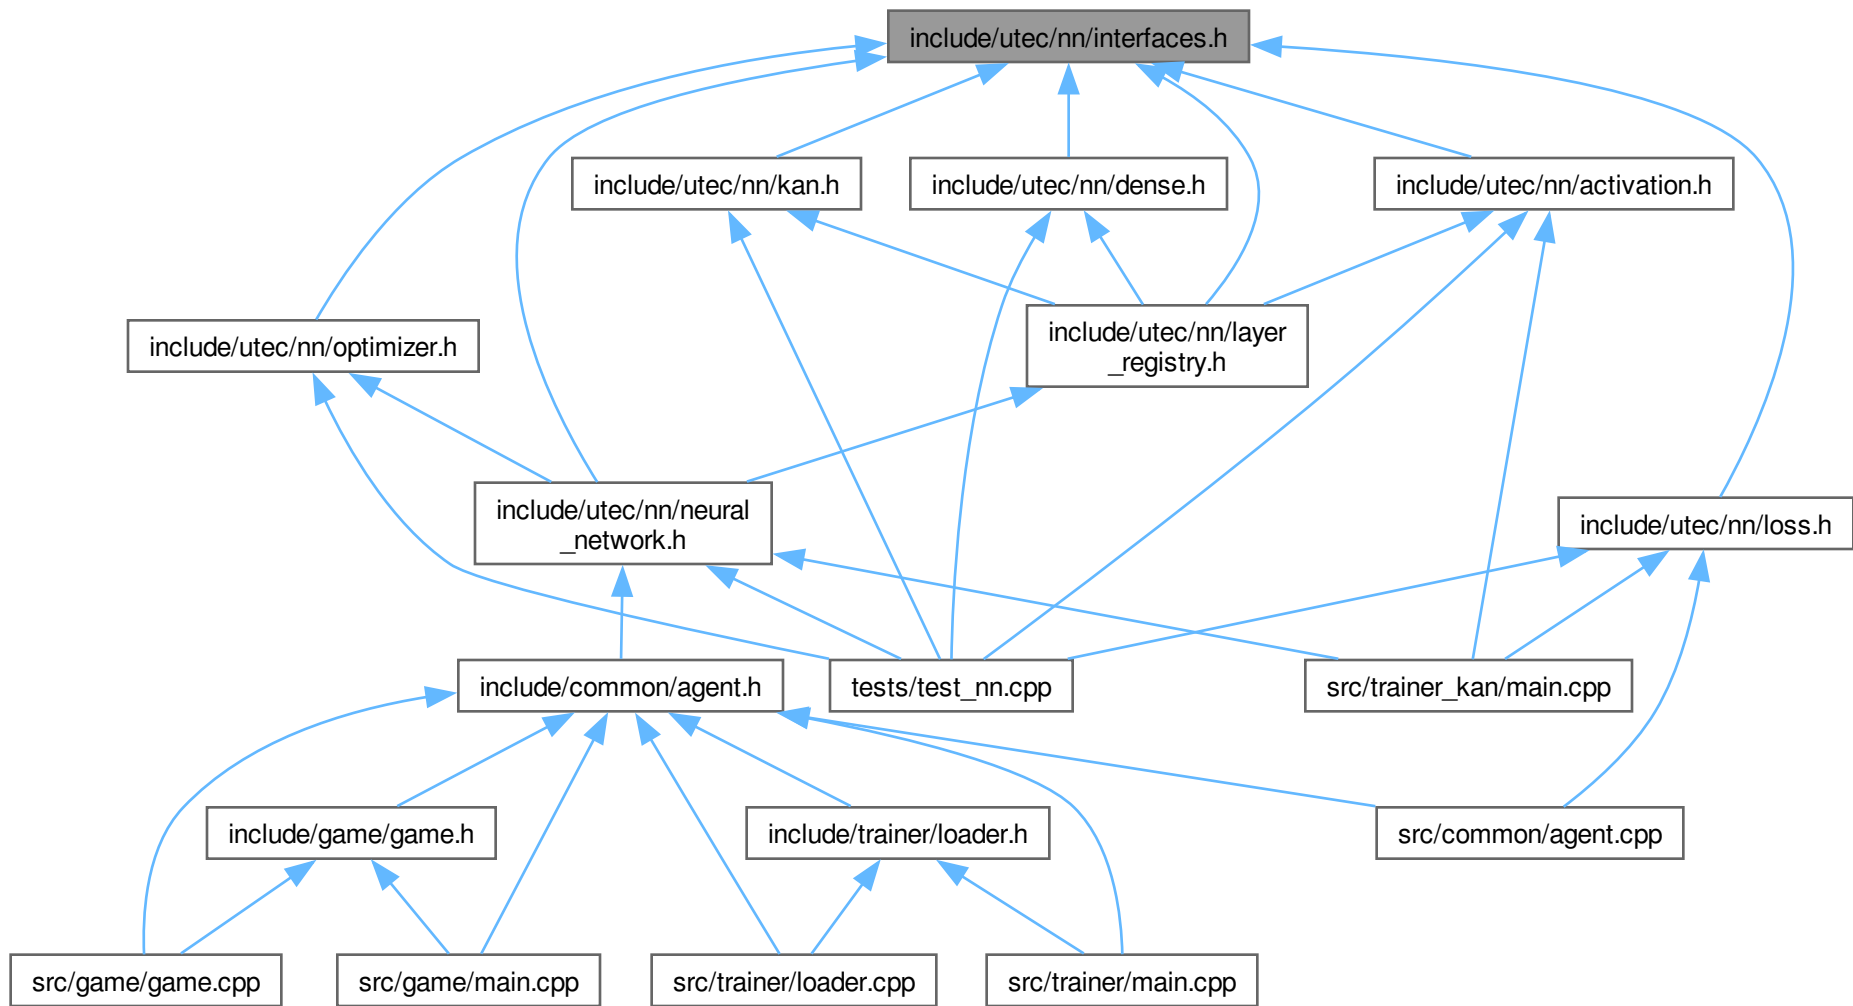 include/utec/nn/interfaces.h
include/utec/nn/kan.h
include/utec/nn/dense.h
include/utec/nn/activation.h
include/utec/nn/optimizer.h
include/utec/nn/layer
_registry.h
include/utec/nn/neural
_network.h
include/utec/nn/loss.h
include/common/agent.h
tests/test_nn.cpp
src/trainer_kan/main.cpp
include/game/game.h
include/trainer/loader.h
src/common/agent.cpp
src/game/game.cpp
src/game/main.cpp
src/trainer/loader.cpp
src/trainer/main.cpp